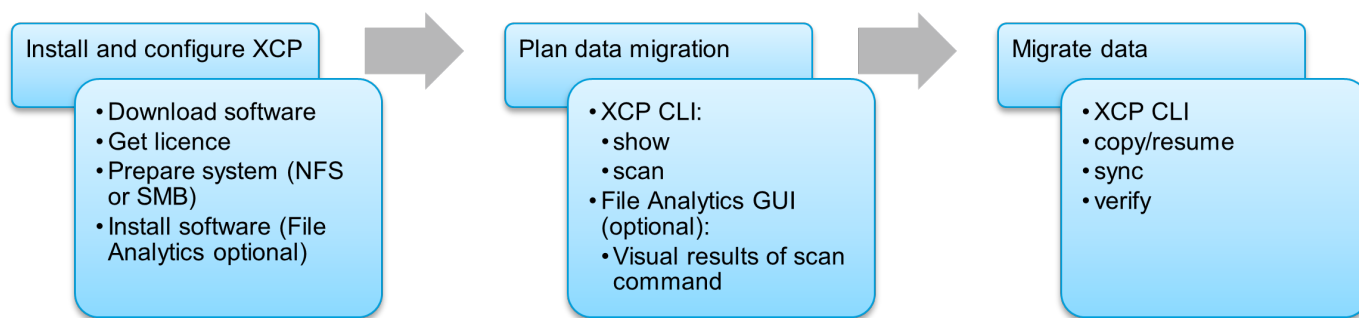 Install and configure XCP
• Download software
• Get licence
• Prepare system (NFS
or SMB)
• Install software (File
Analytics optional)
Plan data migration
• XCP CLI:
• show
• scan
• File Analytics GUI
(optional):
• Visual results of scan
command
Migrate data
• XCP CLI
• copy/resume
• sync
• verify